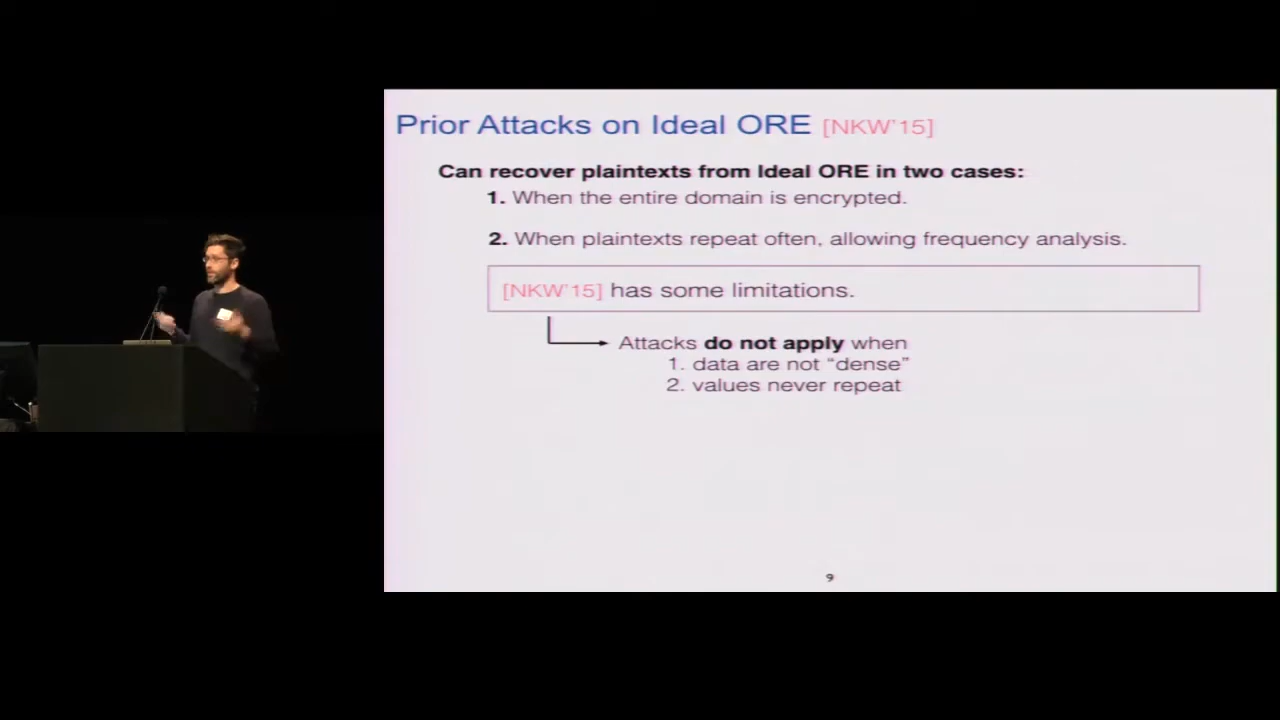 Prior Attacks on Ideal ORE [NKW'15]
Can recover plaintexts from Ideal ORE in two cases:
1. When the entire domain is encrypted.
2. When plaintexts repeat often, allowing frequency analysis.
[NKW'15] has some limitations.
Attacks do not apply when
1. data are not “dense”
2. values never repeat
9